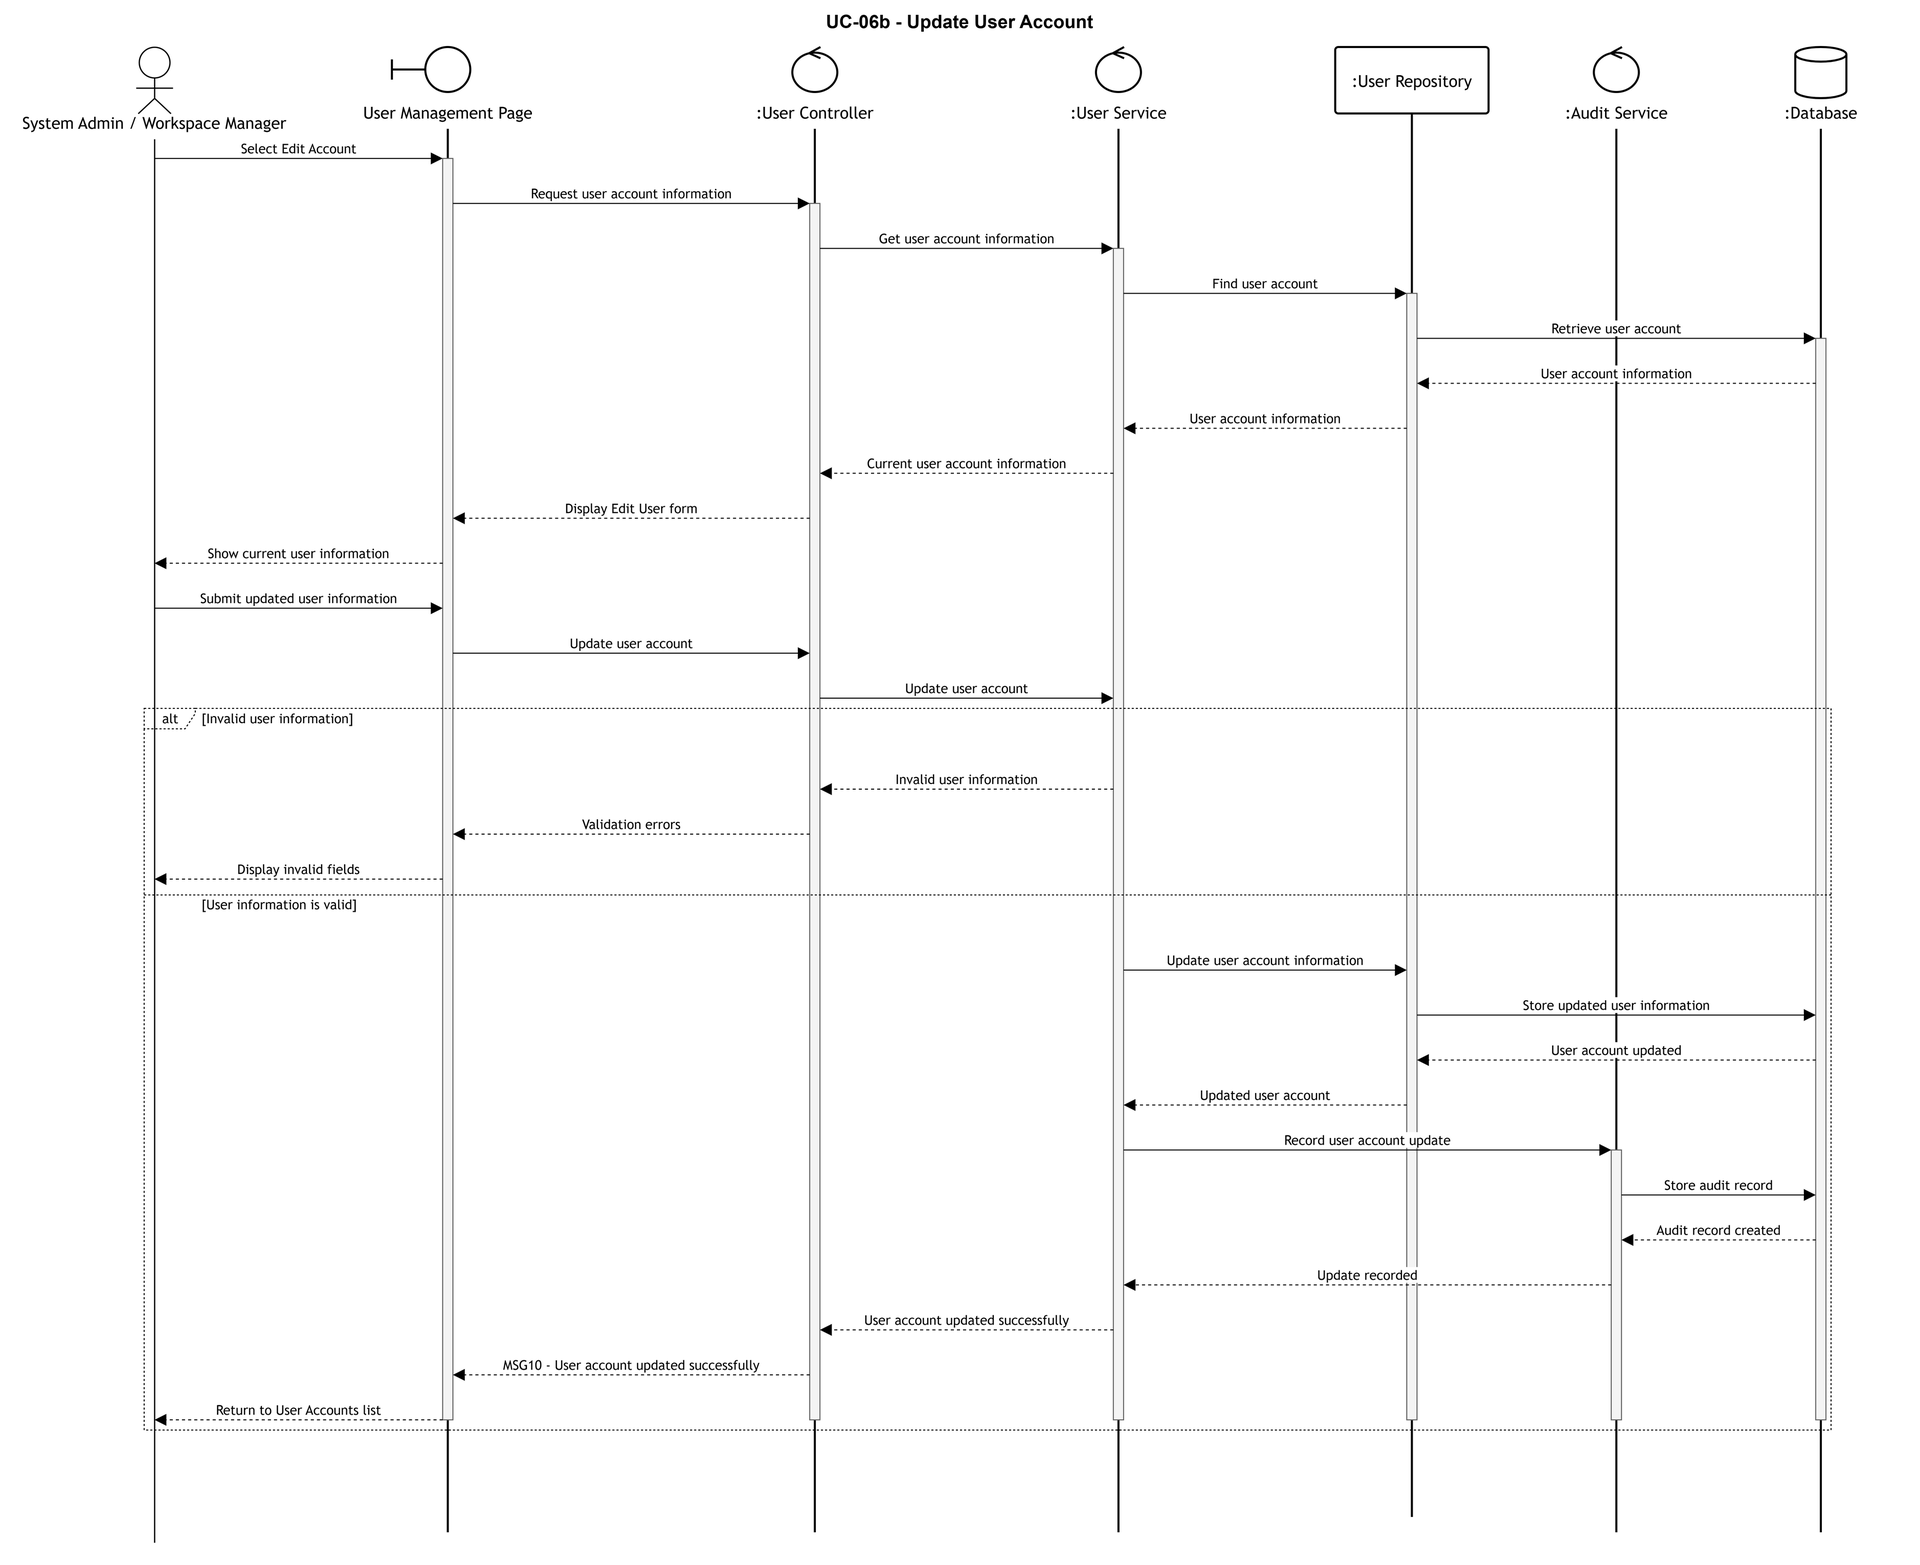 UC-06b - Update User Account
System Admin / Workspace Manager
User Management Page
:User Controller
:User Service
:User Repository
:Audit Service
:Database
Select Edit Account
Request user account information
Get user account information
Find user account
Retrieve user account
User account information
User account information
Current user account information
Display Edit User form
Show current user information
Submit updated user information
Update user account
Update user account
alt [Invalid user information]
Invalid user information
Validation errors
Display invalid fields
[User information is valid]
Update user account information
Store updated user information
User account updated
Updated user account
Record user account update
Store audit record
Audit record created
Update recorded
User account updated successfully
MSG10 - User account updated successfully
Return to User Accounts list